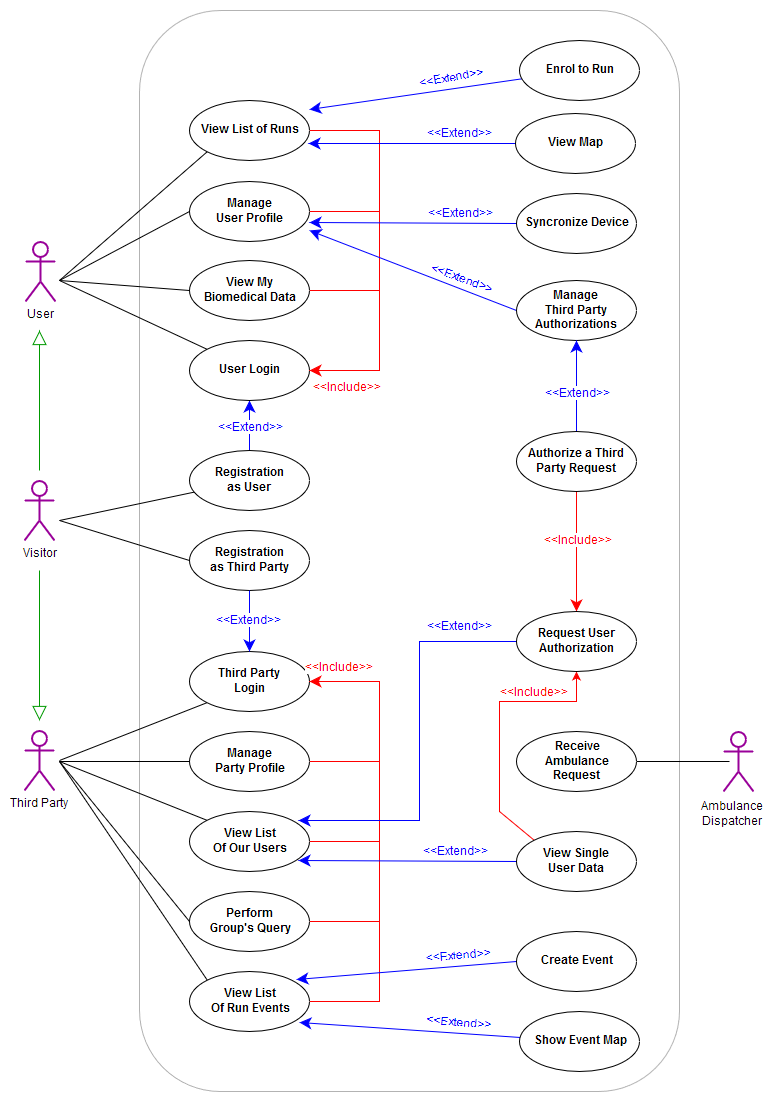 Enrol to Run
<<Extend>>
View List of Runs
<<Extend>>
View Map
Manage
User Profile
<<Extend>>
Syncronize Device
View My
Biomedical Data
<<Extend>>
Manage
Third Party
Authorizations
User
User Login
<<Include>>
<<Extend>>
<<Extend>>
Registration
as User
Authorize a Third
Party Request
Visitor
Registration
as Third Party
<<Include>>
<<Extend>>
<<Extend>>
Request User
Authorization
Third Party
Login
<<Include>>
<<Include>>
Third Party
Manage
Party Profile
Receive
Ambulance
Request
Ambulance
Dispatcher
View List
Of Our Users
<<Extend>>
View Single
User Data
Perform
Group's Query
<<Extend>>
Create Event
View List
Of Run Events
<<Extend>>
Show Event Map